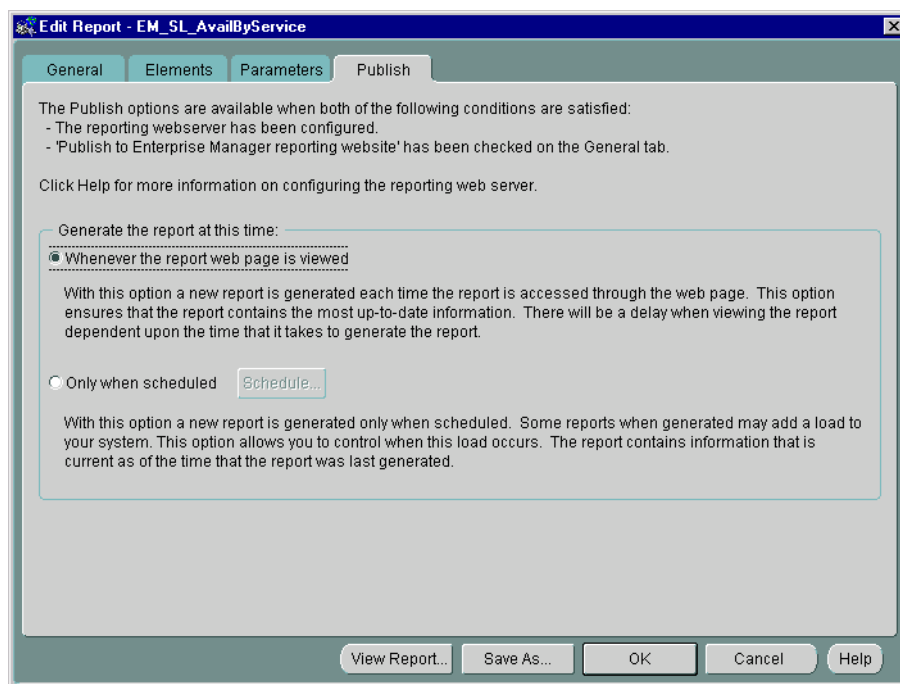 Edit Report - EM_SL_AvailByService
General Elements Parameters Publish
The Publish options are available when both of the following conditions are satisfied:
- The reporting webserver has been configured.
- 'Publish to Enterprise Manager reporting website' has been checked on the General tab.
Click Help for more information on configuring the reporting web server.
Generate the report at this time:
Whenever the report web page is viewed
With this option a new report is generated each time the report is accessed through the web page. This option
ensures that the report contains the most up-to-date information. There will be a delay when viewing the report
dependent upon the time that it takes to generate the report.
Only when scheduled Schedule...
With this option a new report is generated only when scheduled. Some reports when generated may add a load to
your system. This option allows you to control when this load occurs. The report contains information that is
current as of the time that the report was last generated.
View Report... Save As... OK Cancel Help